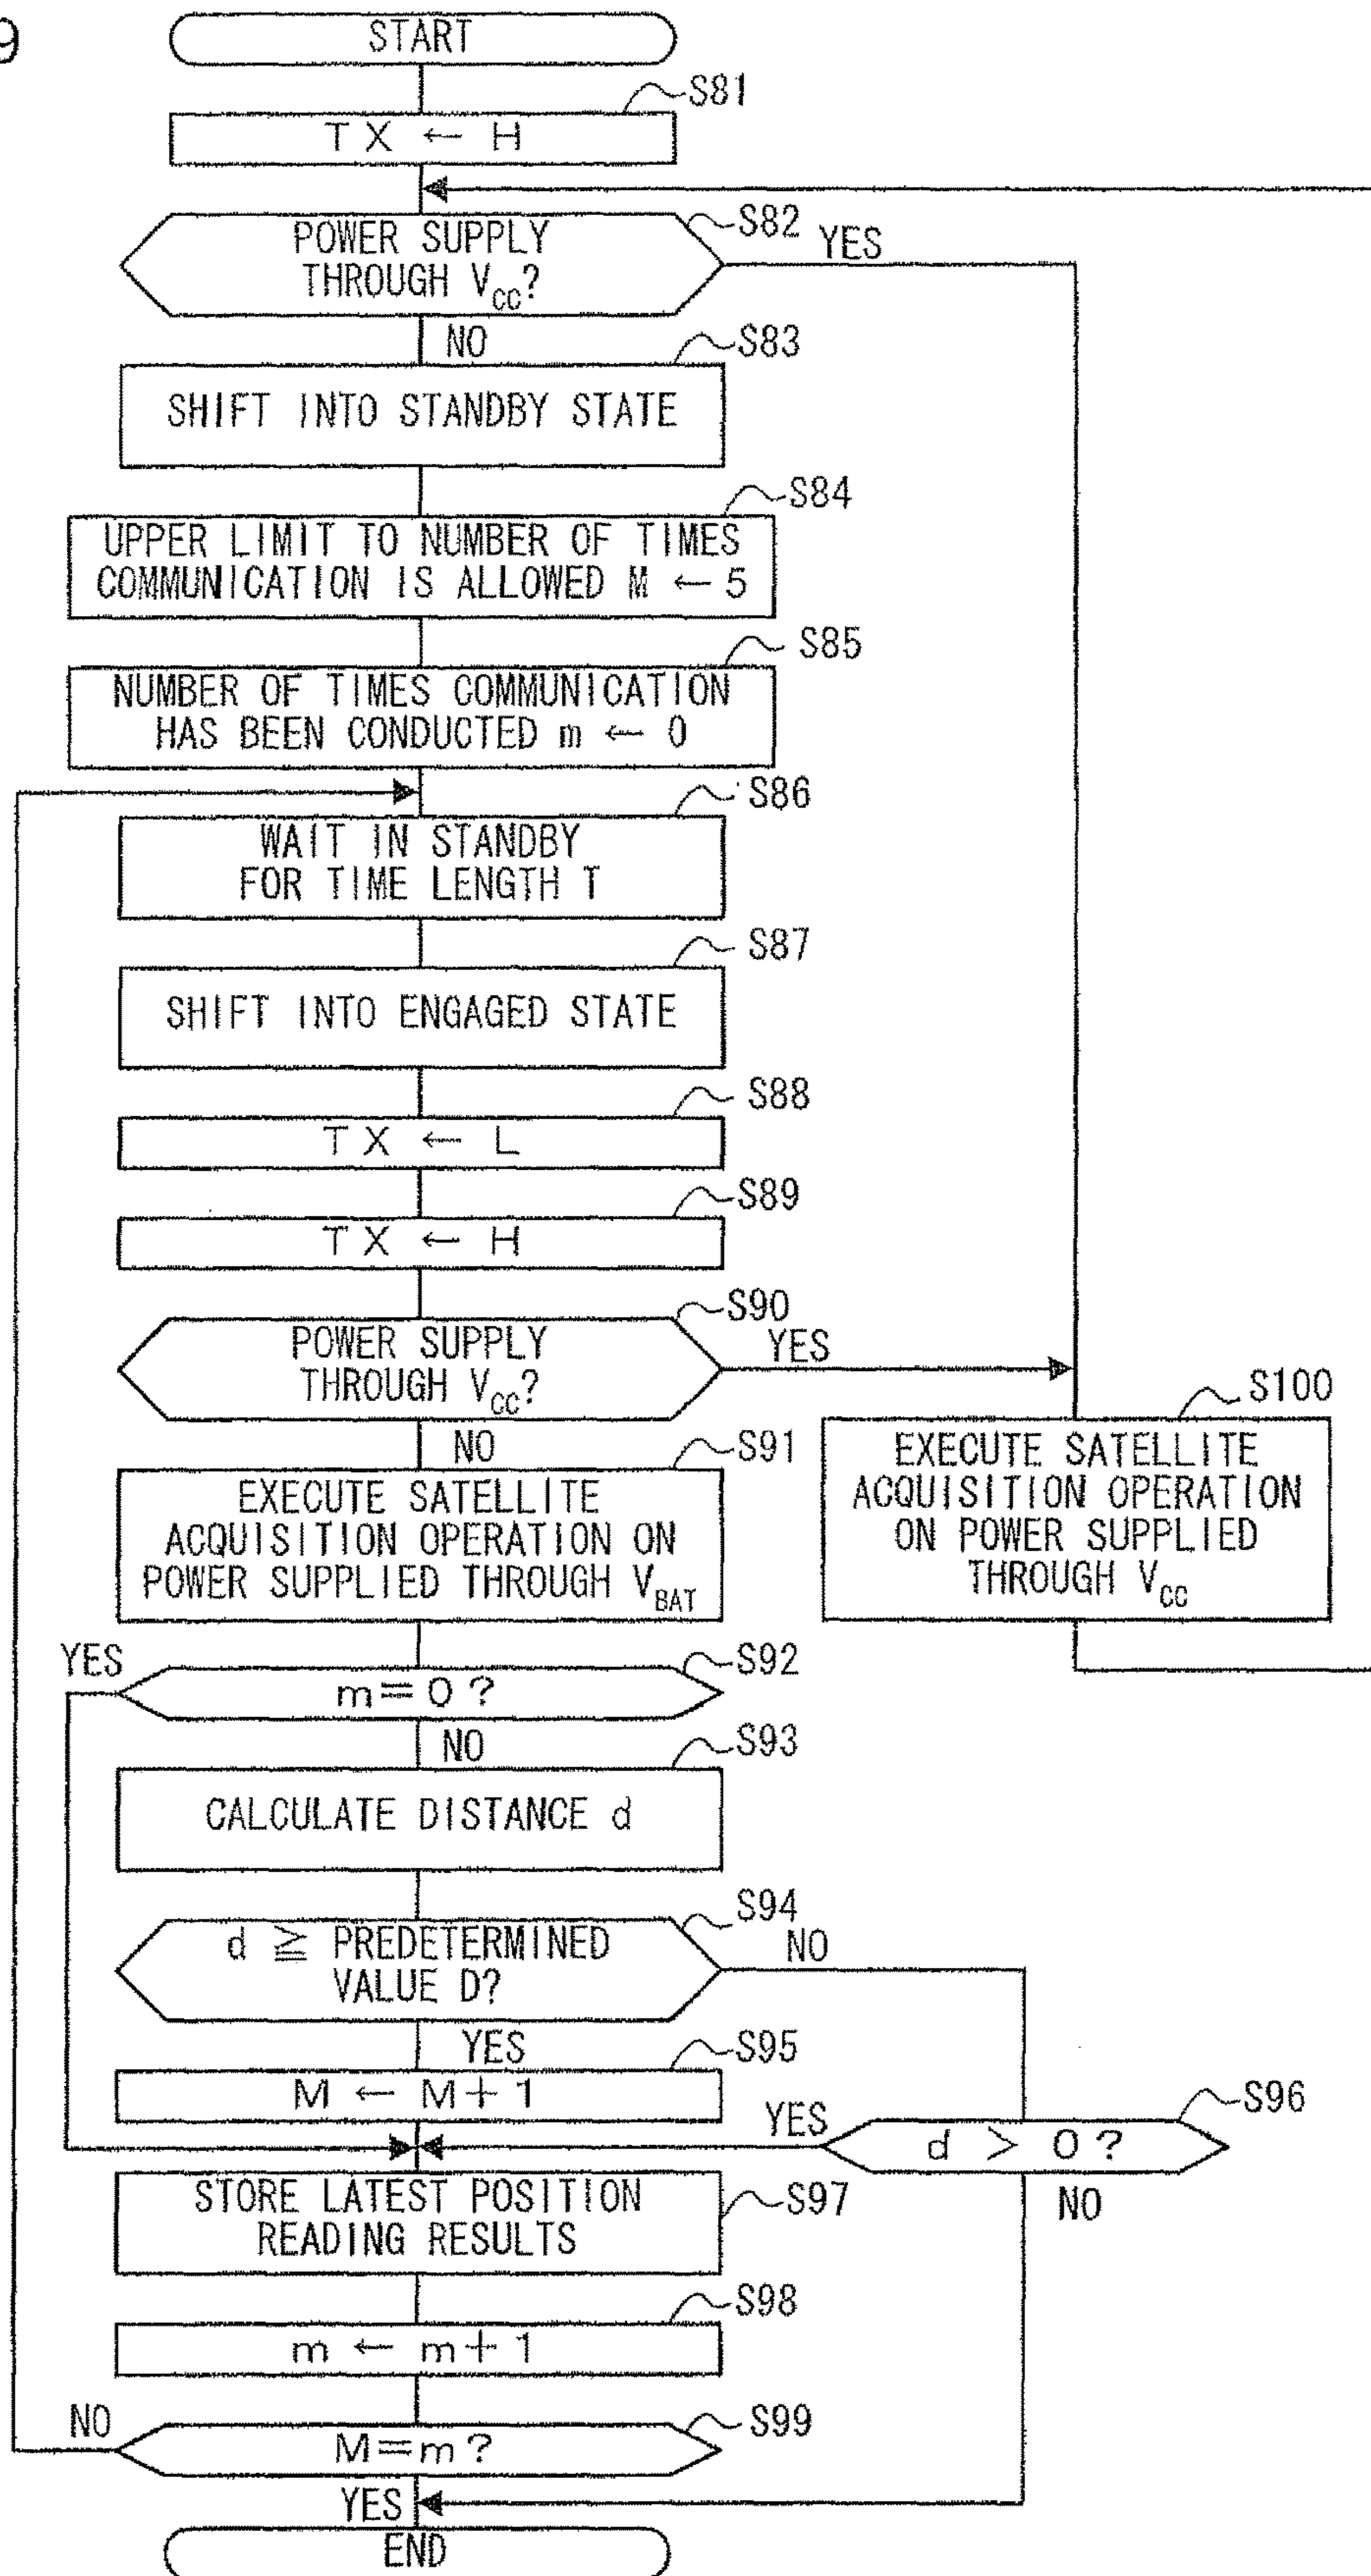 9
START
S81
TX ← H
S82
POWER SUPPLY
THROUGH VCC?
YES
NO
S83
SHIFT INTO STANDBY STATE
S84
UPPER LIMIT TO NUMBER OF TIMES
COMMUNICATION IS ALLOWED M ← 5
S85
NUMBER OF TIMES COMMUNICATION
HAS BEEN CONDUCTED m ← 0
S86
WAIT IN STANDBY
FOR TIME LENGTH T
S87
SHIFT INTO ENGAGED STATE
S88
TX ← L
S89
TX ← H
S90
POWER SUPPLY
THROUGH VCC?
YES
NO
S91
EXECUTE SATELLITE
ACQUISITION OPERATION ON
POWER SUPPLIED THROUGH VBAT
S100
EXECUTE SATELLITE
ACQUISITION OPERATION
ON POWER SUPPLIED
THROUGH VCC
YES
S92
m=0?
NO
S93
CALCULATE DISTANCE d
S94
d ≧ PREDETERMINED
VALUE D?
NO
YES
S95
M ← M+1
YES
S96
d > 0?
NO
S97
STORE LATEST POSITION
READING RESULTS
S98
m ← m+1
NO
S99
M=m?
YES
END